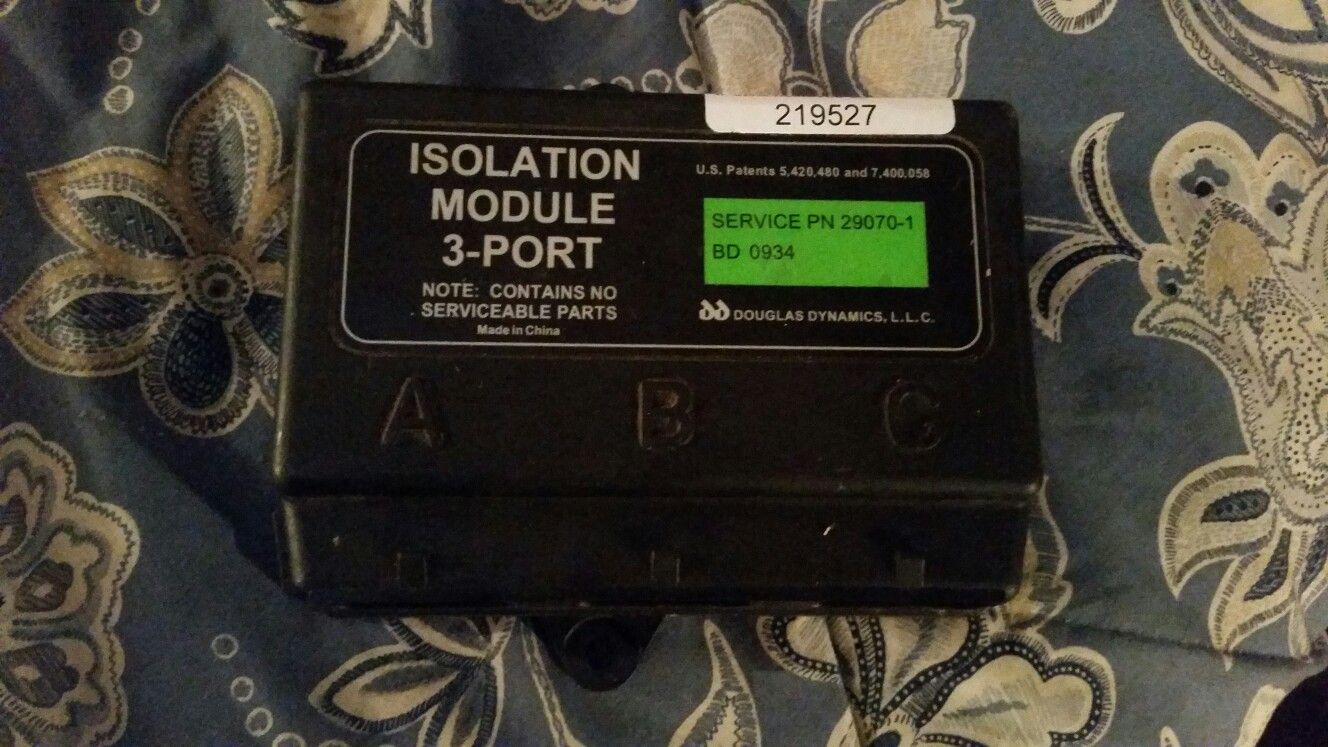 219527
ISOLATION
MODULE
3-PORT
NOTE: CONTAINS NO
SERVICEABLE PARTS
Made in China
U.S. Patents 5,420,480 and 7,400,058
SERVICE PN 29070-1
BD 0934
DOUGLAS DYNAMICS, L.L.C.
A B C